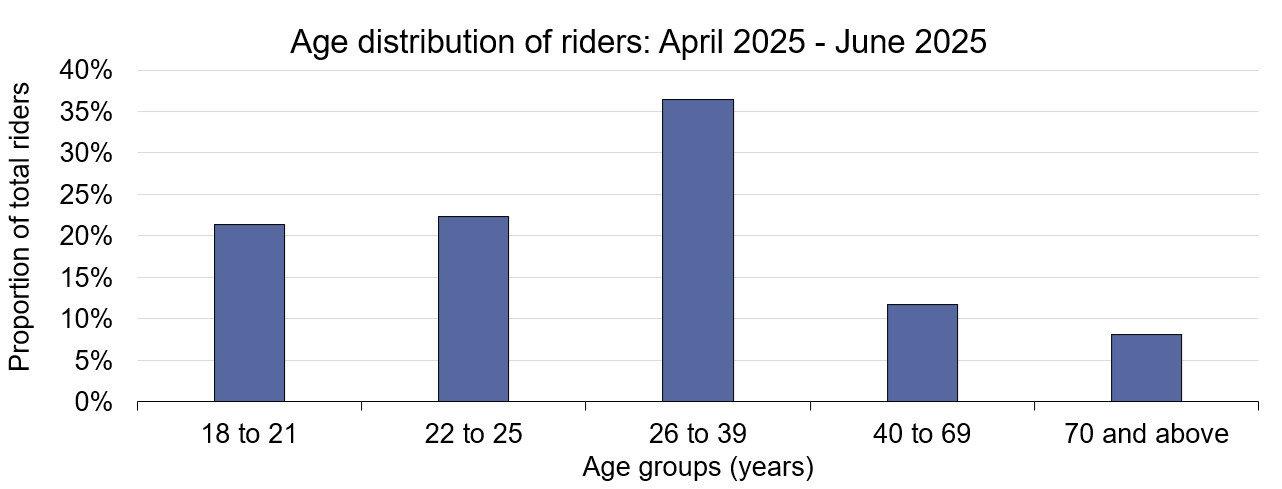 Age distribution of riders: April 2025 - June 2025
Proportion of total riders
40%
35%
30%
25%
20%
15%
10%
5%
0%
18 to 21
22 to 25
26 to 39
40 to 69
70 and above
Age groups (years)